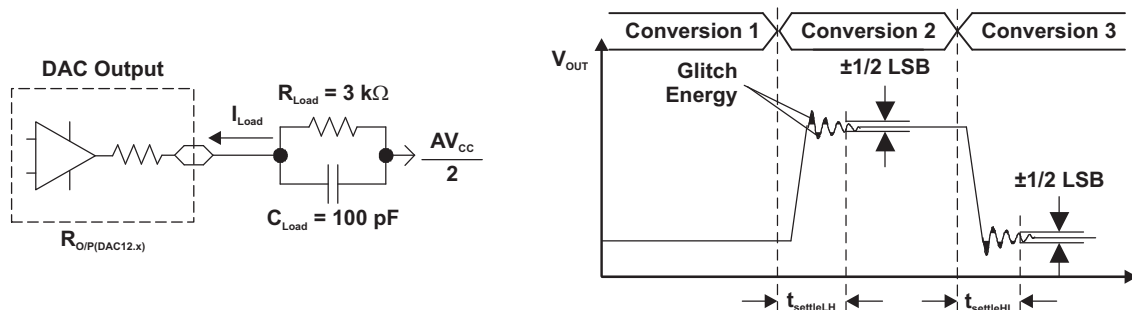 DAC Output
I_Load
R_Load = 3 kΩ
AV_CC
2
C_Load = 100 pF
R_O/P(DAC12.x)
Conversion 1
Conversion 2
Conversion 3
V_OUT
Glitch
Energy
±1/2 LSB
±1/2 LSB
t_settleLH
t_settleHL